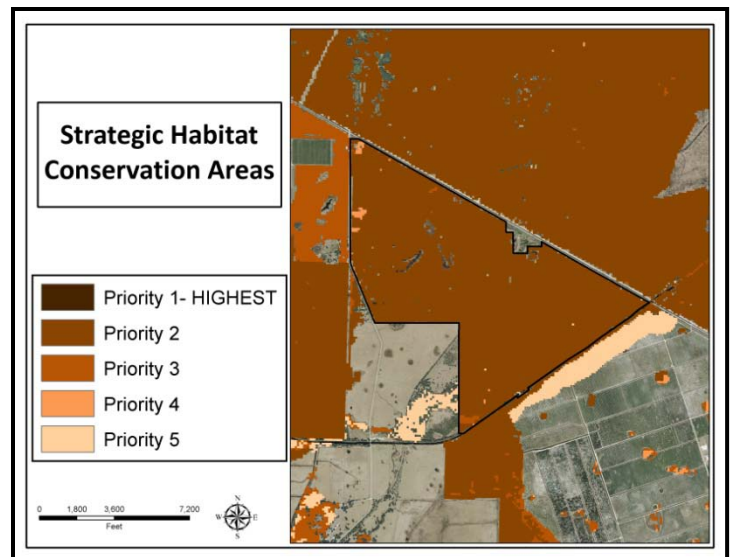 Strategic Habitat
Conservation Areas
Priority 1- HIGHEST
Priority 2
Priority 3
Priority 4
Priority 5
0 1,800 3,600 7,200
Feet
N
W E
S